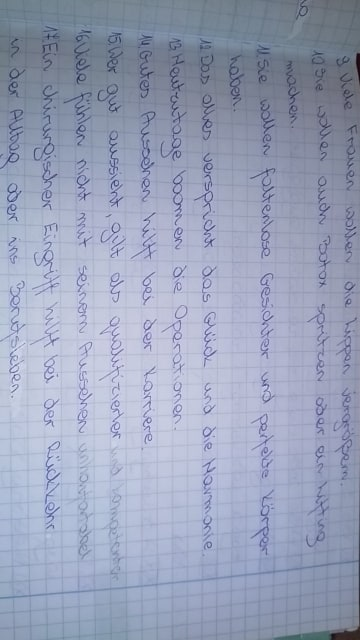 9. Viele Frauen wollen die Lippen vergrössern.
10 Sie wollen auch Botox spritzen oder ein Lifting
machen.
11 Sie wollen faltenlose Gesichter und perfekte Körper
haben.
12 Das alles verspricht das Glück und die Harmonie.
13 Heutzutage boomen die Operationen.
14 Gutes Aussehen hilft bei der Karriere.
15 Wer gut aussieht, gilt als qualifizierter und kompetenter
16 Viele fühlen nicht mit seinem Aussehen
17 Ein chirurgischer Eingriff hilft bei der Rückkehr
in der Alltag oder ins Berufsleben.